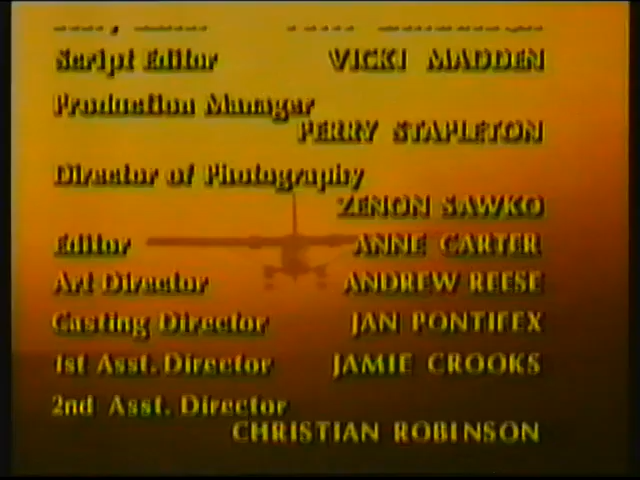 Script Editor VICKI MADDEN
Production Manager
PERRY STAPLETON
Director of Photography
ZENON SAWKO
Editor ANNE CARTER
Art Director ANDREW REESE
Casting Director JAN PONTIFEX
1st Asst. Director JAMIE CROOKS
2nd Asst. Director
CHRISTIAN ROBINSON